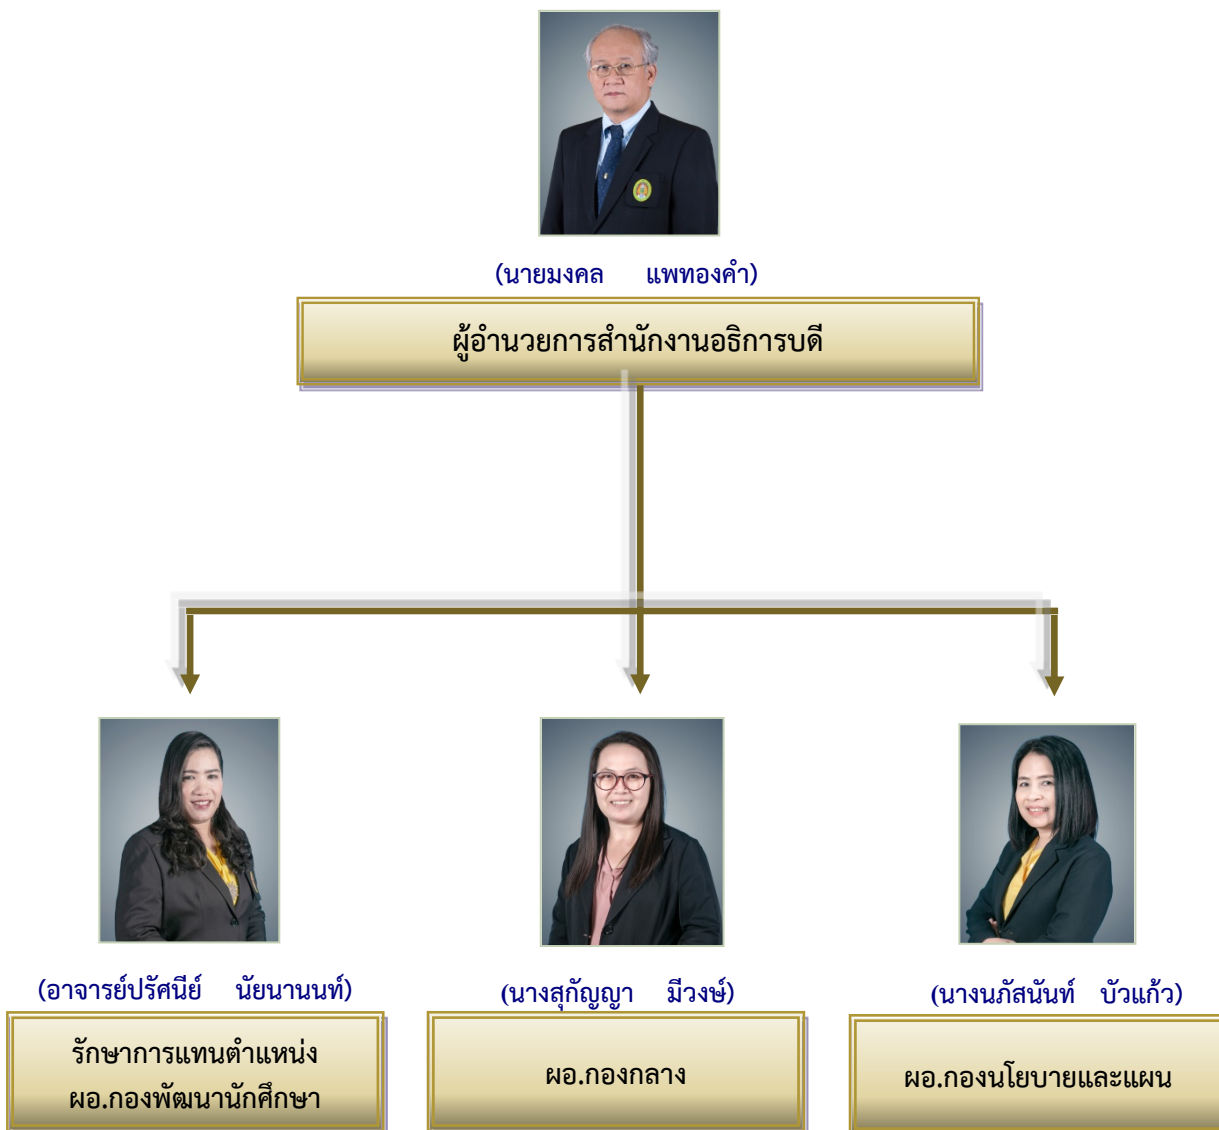 (นายมงคล แพทองคำ)
ผู้อำนวยการสำนักงานอธิการบดี
(อาจารย์ปรัศนีย์ นัยนานนท์)
รักษาการแทนตำแหน่ง
ผอ.กองพัฒนานักศึกษา
(นางสุกัญญา มีวงษ์)
ผอ.กองกลาง
(นางนภัสนันท์ บัวแก้ว)
ผอ.กองนโยบายและแผน